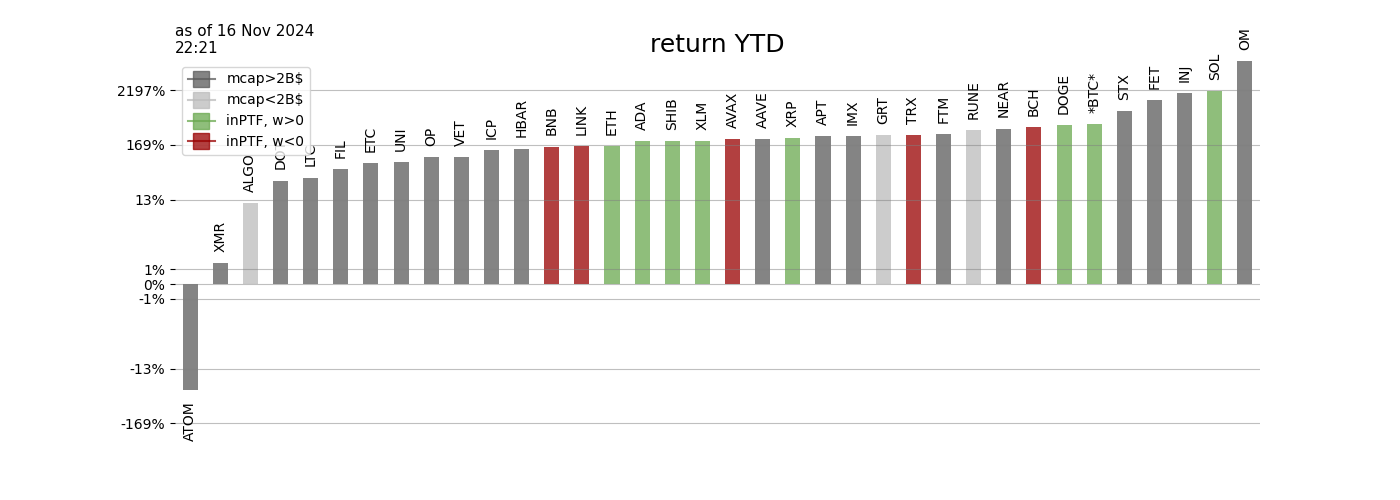 as of 16 Nov 2024
22:21
return YTD
mcap>2B$
mcap<2B$
inPTF, w>0
inPTF, w<0
2197%
169%
13%
1%
0%
-1%
-13%
-169%
ATOM
XMR
ALGO
LTC
FIL
ETC
UNI
OP
VET
ICP
HBAR
BNB
LINK
ETH
ADA
SHIB
XLM
AVAX
AAVE
XRP
APT
IMX
GRT
TRX
FTM
RUNE
NEAR
BCH
DOGE
*BTC*
STX
FET
INJ
SOL
OM